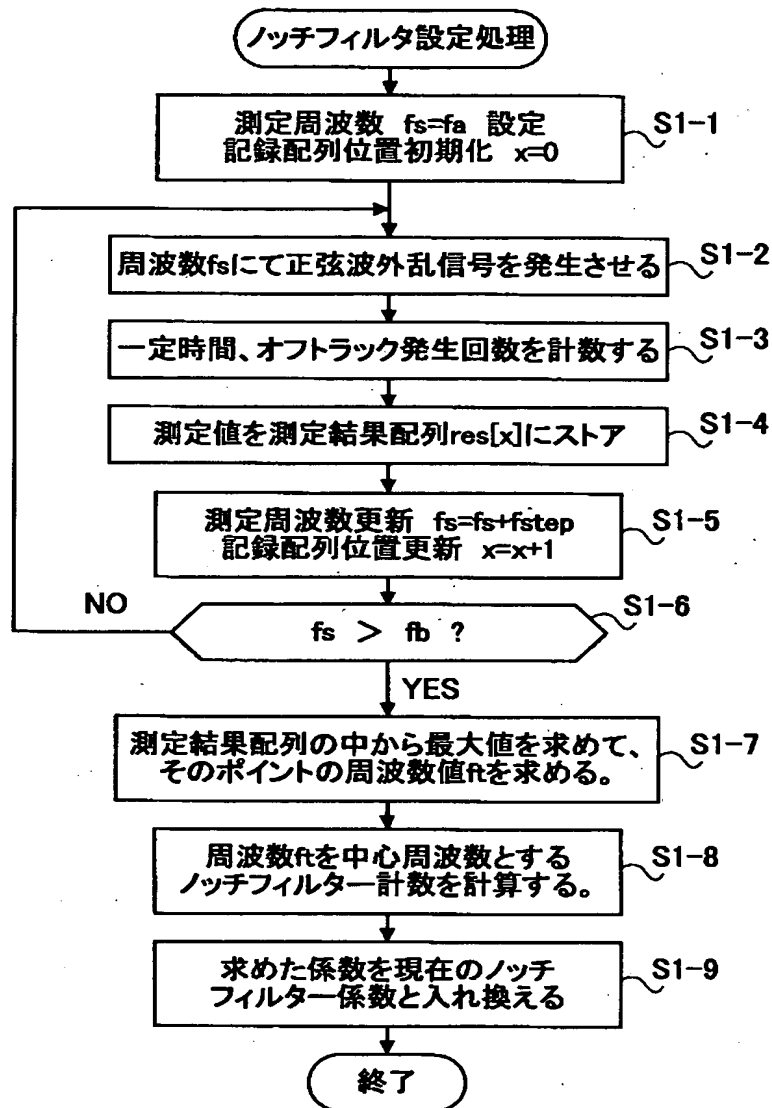 ノッチフィルタ設定処理
測定周波数 fs=fa 設定
記録配列位置初期化 x=0
S1-1
周波数fsにて正弦波外乱信号を発生させる
S1-2
一定時間、オフトラック発生回数を計数する
S1-3
測定値を測定結果配列res[x]にストア
S1-4
測定周波数更新 fs=fs+fstep
記録配列位置更新 x=x+1
S1-5
NO
fs > fb ?
S1-6
YES
測定結果配列の中から最大値を求めて、
そのポイントの周波数値ftを求める。
S1-7
周波数ftを中心周波数とする
ノッチフィルター計数を計算する。
S1-8
求めた係数を現在のノッチ
フィルター係数と入れ換える
S1-9
終了